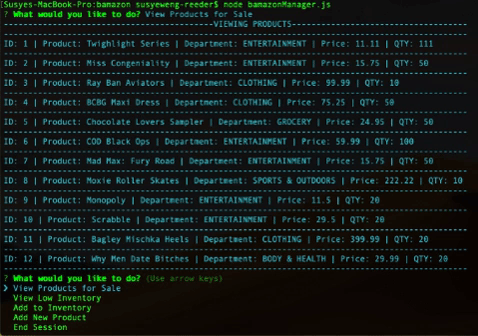 [Susyes-MacBook-Pro:bamazon susyeweng-reeder$ node bamazonManager.js
? What would you like to do? View Products for Sale
----------------------------VIEWING PRODUCTS----------------------------
ID: 1 | Product: Twighlight Series | Department: ENTERTAINMENT | Price: 11.11 | QTY: 111
ID: 2 | Product: Miss Congeniality | Department: ENTERTAINMENT | Price: 15.75 | QTY: 50
ID: 3 | Product: Ray Ban Aviators | Department: CLOTHING | Price: 99.99 | QTY: 10
ID: 4 | Product: BCBG Maxi Dress | Department: CLOTHING | Price: 75.25 | QTY: 50
ID: 5 | Product: Chocolate Lovers Sampler | Department: GROCERY | Price: 24.95 | QTY: 50
ID: 6 | Product: COD Black Ops | Department: ENTERTAINMENT | Price: 59.99 | QTY: 100
ID: 7 | Product: Mad Max: Fury Road | Department: ENTERTAINMENT | Price: 15.75 | QTY: 50
ID: 8 | Product: Moxie Roller Skates | Department: SPORTS & OUTDOORS | Price: 222.22 | QTY: 10
ID: 9 | Product: Monopoly | Department: ENTERTAINMENT | Price: 11.5 | QTY: 20
ID: 10 | Product: Scrabble | Department: ENTERTAINMENT | Price: 29.5 | QTY: 20
ID: 11 | Product: Bagley Mischka Heels | Department: CLOTHING | Price: 399.99 | QTY: 20
ID: 12 | Product: Why Men Date Bitches | Department: BODY & HEALTH | Price: 29.99 | QTY: 20
? What would you like to do? (Use arrow keys)
❯ View Products for Sale
View Low Inventory
Add to Inventory
Add New Product
End Session